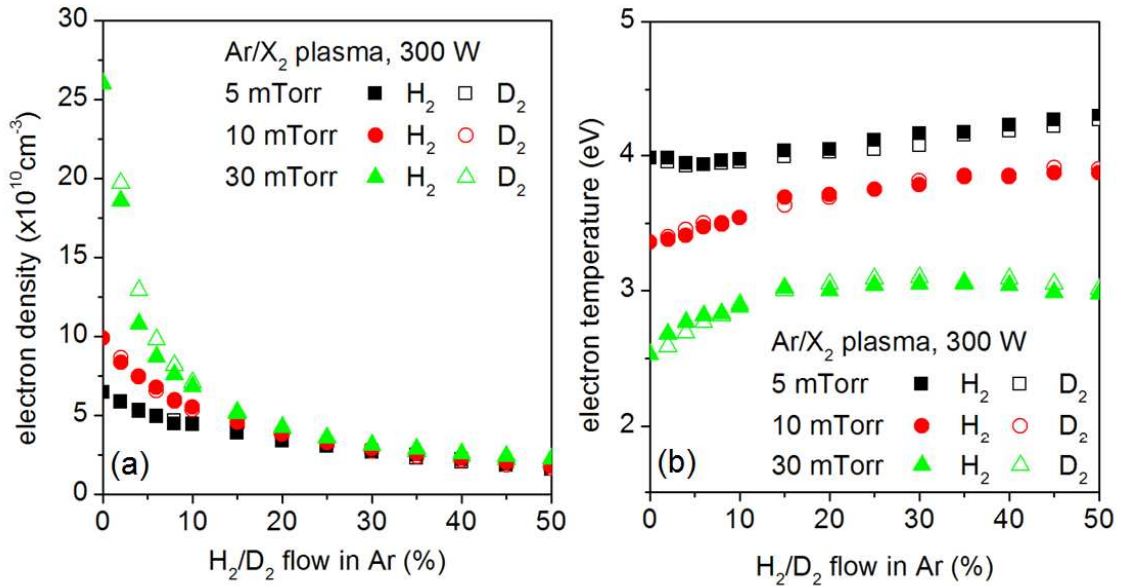 Ar/X₂ plasma, 300 W
5 mTorr ■ H₂ □ D₂
10 mTorr ● H₂ ○ D₂
30 mTorr ▲ H₂ △ D₂
electron density (x10¹⁰cm⁻³)
30
25
20
15
10
5
0
(a)
0 10 20 30 40 50
H₂/D₂ flow in Ar (%)
electron temperature (eV)
5
4
3
2
(b)
Ar/X₂ plasma, 300 W
5 mTorr ■ H₂ □ D₂
10 mTorr ● H₂ ○ D₂
30 mTorr ▲ H₂ △ D₂
0 10 20 30 40 50
H₂/D₂ flow in Ar (%)